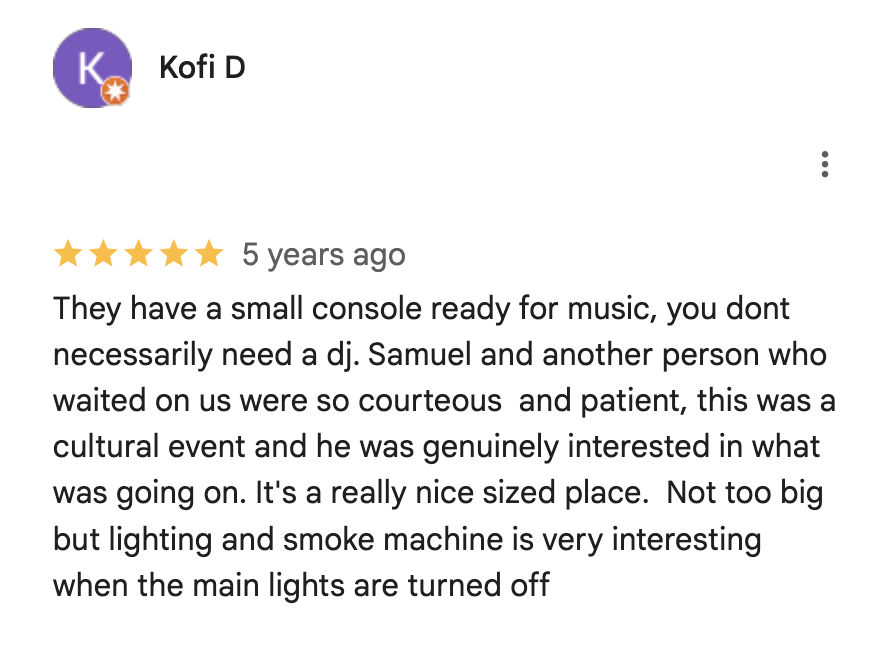 K
Kofi D
5 years ago
They have a small console ready for music, you dont
necessarily need a dj. Samuel and another person who
waited on us were so courteous  and patient, this was a
cultural event and he was genuinely interested in what
was going on. It's a really nice sized place.  Not too big
but lighting and smoke machine is very interesting
when the main lights are turned off